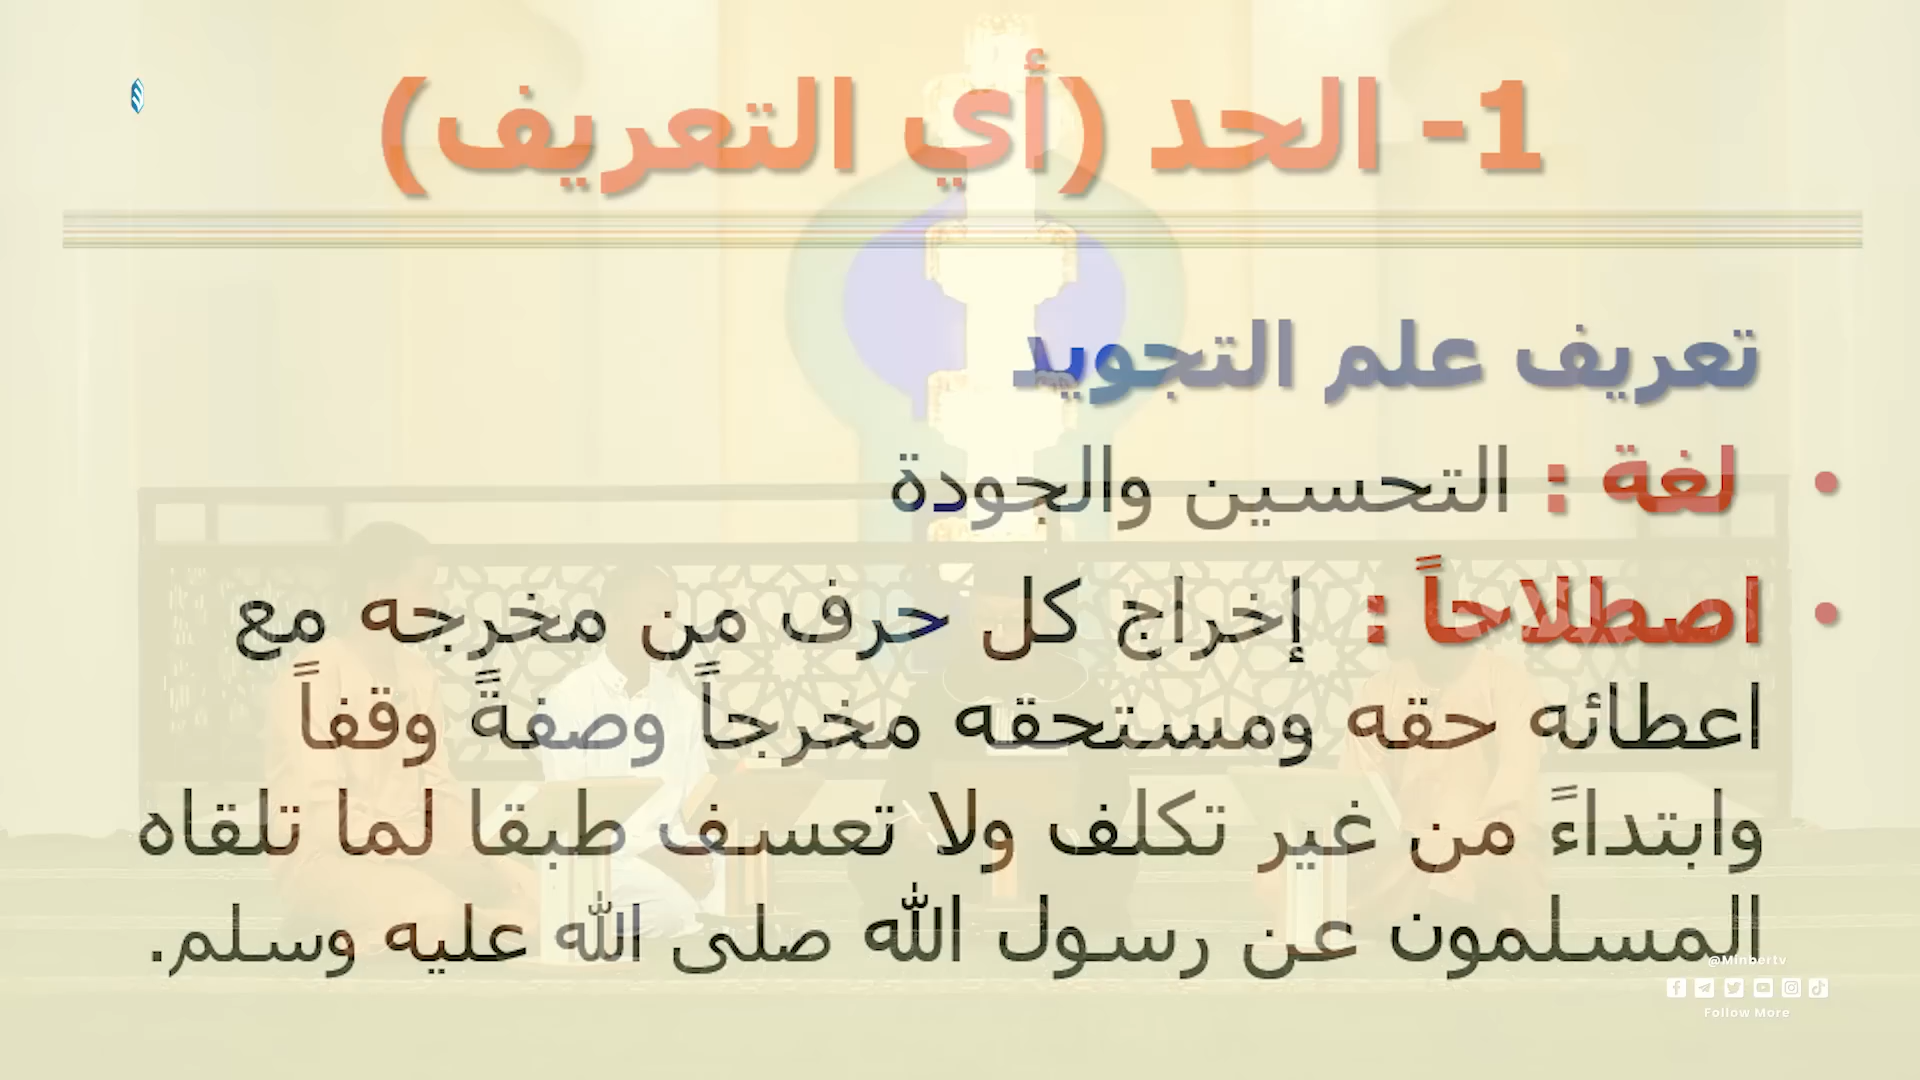 1- الحد (أي التعريف)
تعريف علم التجويد
• لغة : التحسين والجودة
• اصطلاحاً : إخراج كل حرف من مخرجه مع
اعطائه حقه ومستحقه مخرجاً وصفةً وقفاً
وابتداءً من غير تكلف ولا تعسف طبقا لما تلقاه
المسلمون عن رسول الله صلى الله عليه وسلم.
@Minbertv
Follow More